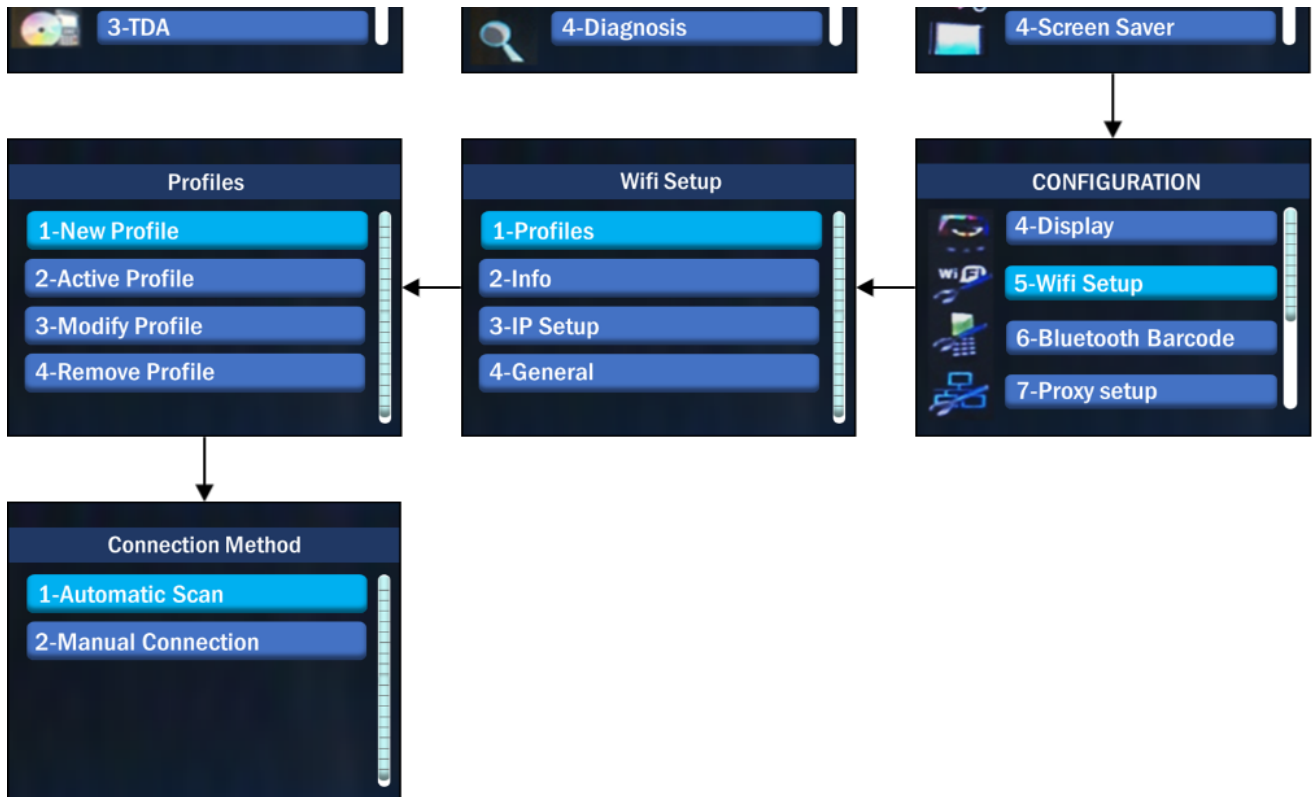 3-TDA
4-Diagnosis
4-Screen Saver
Profiles
1-New Profile
2-Active Profile
3-Modify Profile
4-Remove Profile
Wifi Setup
1-Profiles
2-Info
3-IP Setup
4-General
CONFIGURATION
4-Display
WiFi
5-Wifi Setup
6-Bluetooth Barcode
7-Proxy setup
Connection Method
1-Automatic Scan
2-Manual Connection